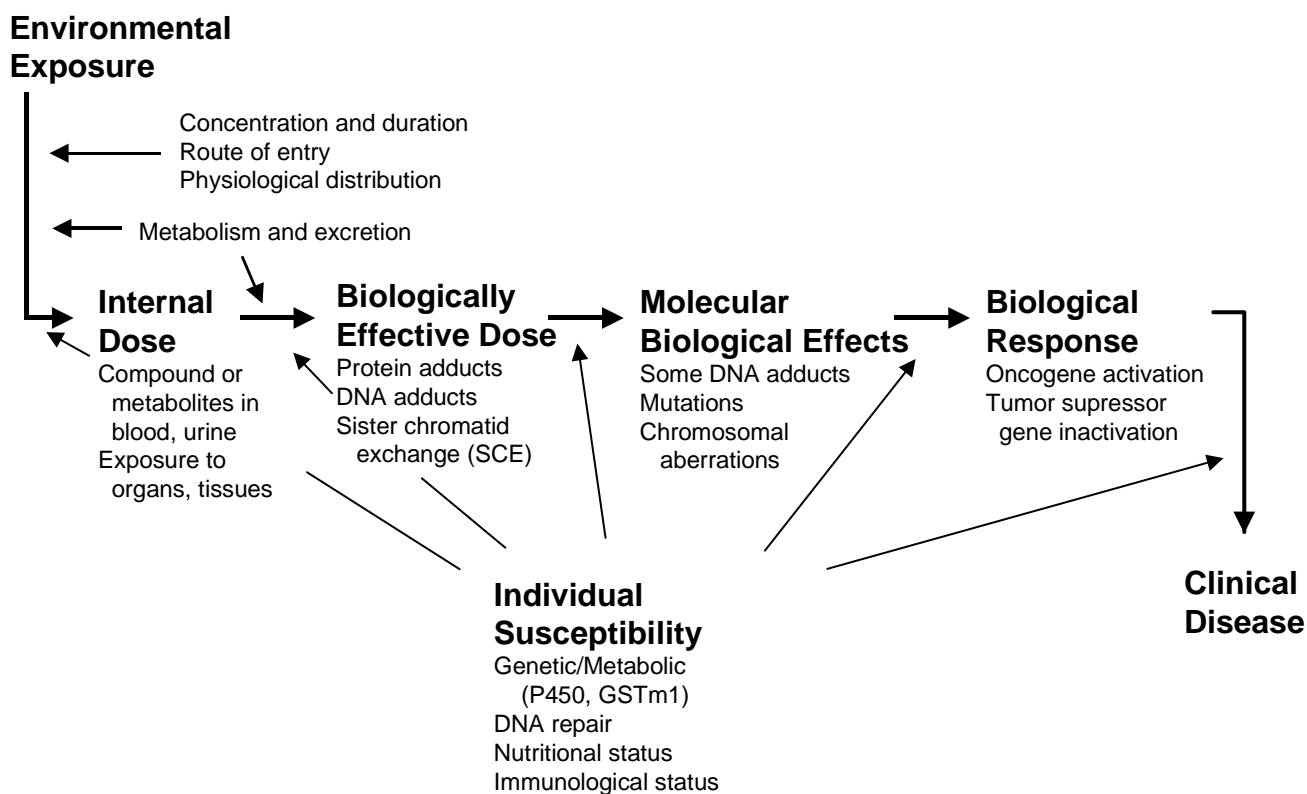 Environmental
Exposure
Concentration and duration
Route of entry
Physiological distribution
Metabolism and excretion
Internal
Dose
Compound or
metabolites in
blood, urine
Exposure to
organs, tissues
Biologically
Effective Dose
Protein adducts
DNA adducts
Sister chromatid
exchange (SCE)
Molecular
Biological Effects
Some DNA adducts
Mutations
Chromosomal
aberrations
Biological
Response
Oncogene activation
Tumor supressor
gene inactivation
Individual
Susceptibility
Genetic/Metabolic
(P450, GSTm1)
DNA repair
Nutritional status
Immunological status
Clinical
Disease